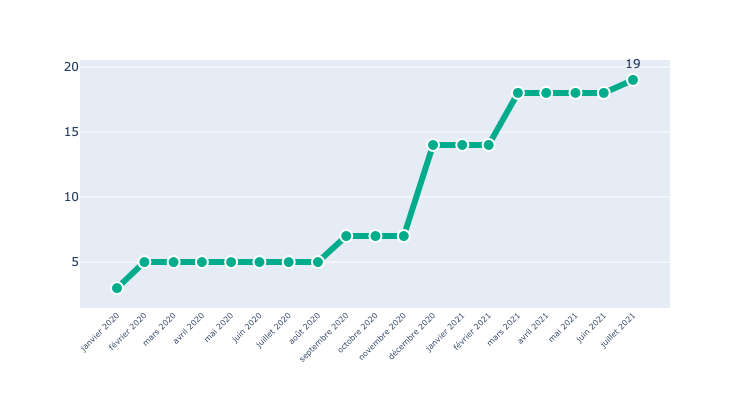 19
20
15
10
5
janvier 2020
février 2020
mars 2020
avril 2020
mai 2020
juin 2020
juillet 2020
août 2020
septembre 2020
octobre 2020
novembre 2020
décembre 2020
janvier 2021
février 2021
mars 2021
avril 2021
mai 2021
juin 2021
juillet 2021